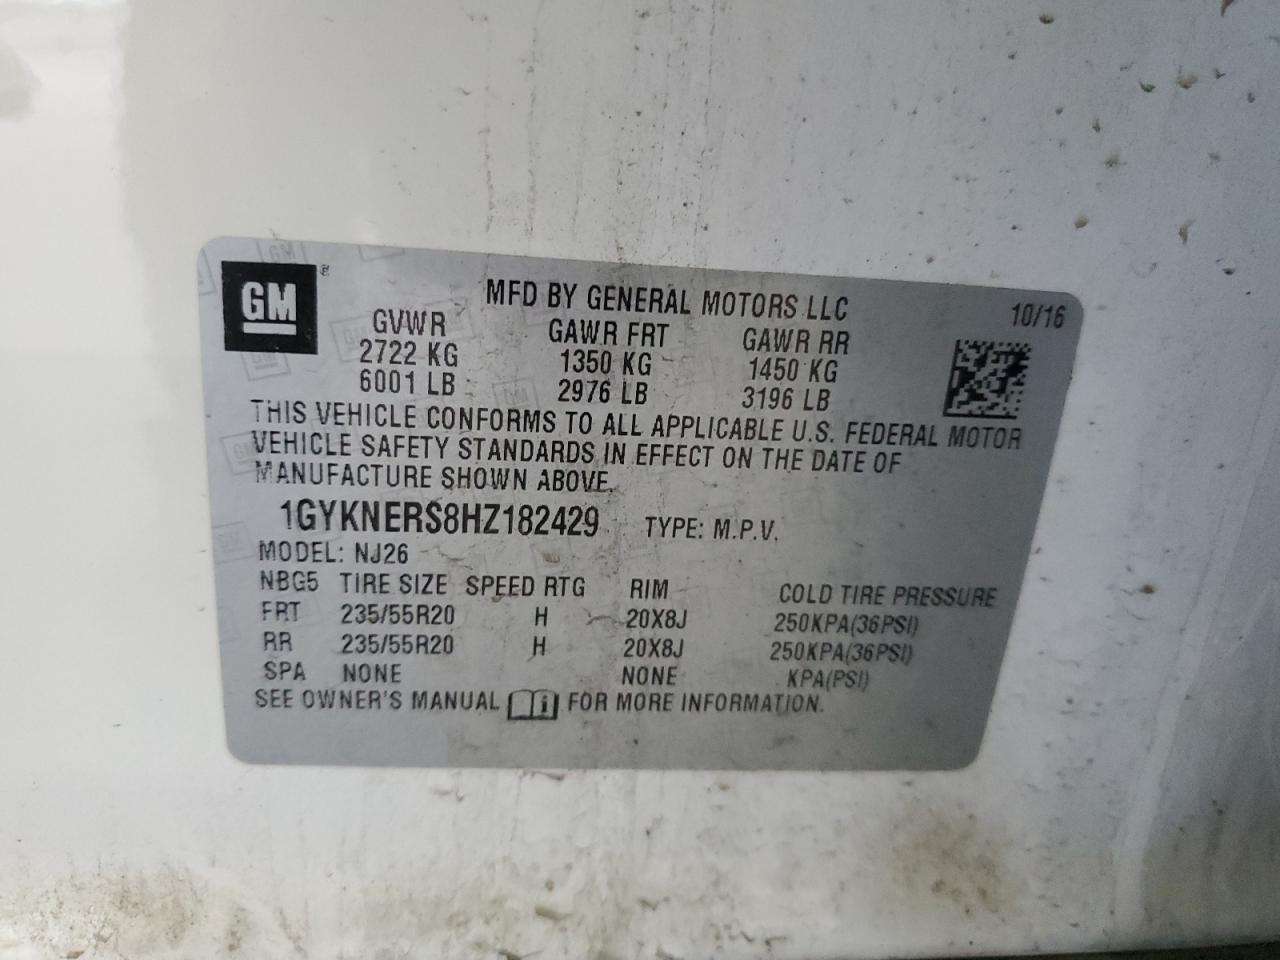 GM ®
MFD BY GENERAL MOTORS LLC 10/16
GVWR GAWR FRT GAWR RR
2722 KG 1350 KG 1450 KG
6001 LB 2976 LB 3196 LB
THIS VEHICLE CONFORMS TO ALL APPLICABLE U.S. FEDERAL MOTOR
VEHICLE SAFETY STANDARDS IN EFFECT ON THE DATE OF
MANUFACTURE SHOWN ABOVE.
1GYKNERS8HZ182429 TYPE: M.P.V.
MODEL: NJ26
NBG5 TIRE SIZE SPEED RTG RIM COLD TIRE PRESSURE
FRT 235/55R20 H 20X8J 250KPA(36PSI)
RR 235/55R20 H 20X8J 250KPA(36PSI)
SPA NONE NONE KPA(PSI)
SEE OWNER'S MANUAL i FOR MORE INFORMATION.